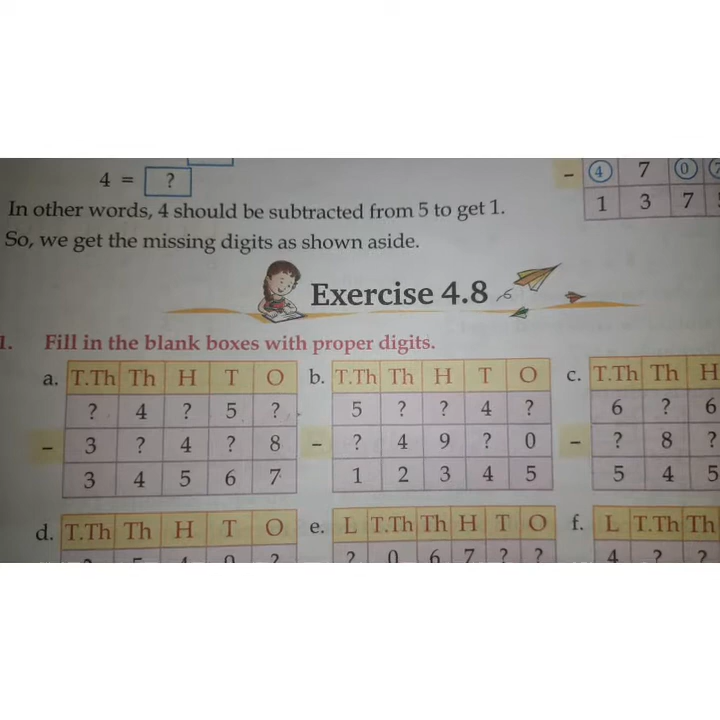 4 = ?
- 4 7 0
1 3 7
In other words, 4 should be subtracted from 5 to get 1.
So, we get the missing digits as shown aside.
Exercise 4.8
1. Fill in the blank boxes with proper digits.
a. T.Th Th H T O
? 4 ? 5 ?
- 3 ? 4 ? 8
3 4 5 6 7
b. T.Th Th H T O
5 ? ? 4 ?
- ? 4 9 ? 0
1 2 3 4 5
c. T.Th Th H
6 ? 6
- ? 8 ?
5 4 5
d. T.Th Th H T O
e. L T.Th Th H T O
? 0 6 7 ? ?
f. L T.Th Th
4 ? ?